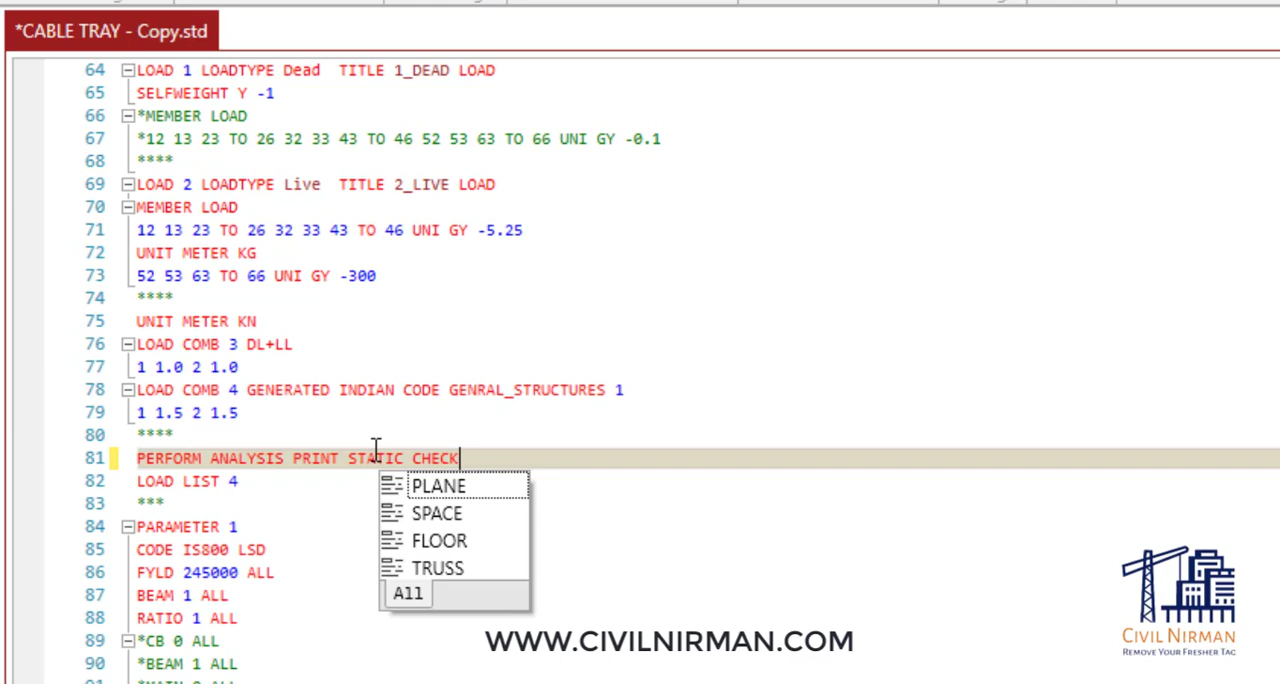 *CABLE TRAY - Copy.std
64 LOAD 1 LOADTYPE Dead  TITLE 1_DEAD LOAD
65 SELFWEIGHT Y -1
66 *MEMBER LOAD
67 *12 13 23 TO 26 32 33 43 TO 46 52 53 63 TO 66 UNI GY -0.1
68 ****
69 LOAD 2 LOADTYPE Live  TITLE 2_LIVE LOAD
70 MEMBER LOAD
71 12 13 23 TO 26 32 33 43 TO 46 UNI GY -5.25
72 UNIT METER KG
73 52 53 63 TO 66 UNI GY -300
74 ****
75 UNIT METER KN
76 LOAD COMB 3 DL+LL
77 1 1.0 2 1.0
78 LOAD COMB 4 GENERATED INDIAN CODE GENRAL_STRUCTURES 1
79 1 1.5 2 1.5
80 ****
81 PERFORM ANALYSIS PRINT STATIC CHECK
82 LOAD LIST 4
83 ***
84 PARAMETER 1
85 CODE IS800 LSD
86 FYLD 245000 ALL
87 BEAM 1 ALL
88 RATIO 1 ALL
89 *CB 0 ALL
90 *BEAM 1 ALL
PLANE
SPACE
FLOOR
TRUSS
All
WWW.CIVILNIRMAN.COM
CIVIL NIRMAN
REMOVE YOUR FRESHER TAG